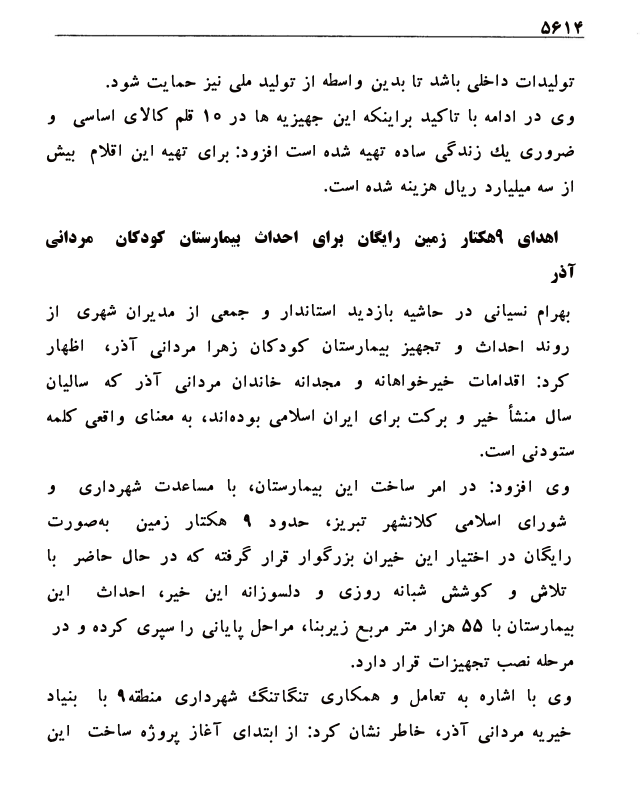 ۵۶۱۴
تولیدات داخلی باشد تا بدین واسطه از تولید ملی نیز حمایت شود.
وی در ادامه با تاکید براینکه این جهیزیه ها در ۱۰ قلم کالای اساسی و
ضروری یك زندگی ساده تهیه شده است افزود: برای تهیه این اقلام بیش
از سه میلیارد ریال هزینه شده است.
اهدای ۹هکتار زمین رایگان برای احداث بیمارستان کودکان مردانی
آذر
بهرام نسیانی در حاشیه بازدید استاندار و جمعی از مدیران شهری از
روند احداث و تجهیز بیمارستان کودکان زهرا مردانی آذر، اظهار
کرد: اقدامات خیرخواهانه و مجدانه خاندان مردانی آذر که سالیان
سال منشأ خیر و برکت برای ایران اسلامی بوده‌اند، به معنای واقعی کلمه
ستودنی است.
وی افزود: در امر ساخت این بیمارستان، با مساعدت شهرداری و
شورای اسلامی کلانشهر تبریز، حدود ۹ هکتار زمین به‌صورت
رایگان در اختیار این خیران بزرگوار قرار گرفته که در حال حاضر با
تلاش و کوشش شبانه روزی و دلسوزانه این خیر، احداث این
بیمارستان با ۵۵ هزار متر مربع زیربنا، مراحل پایانی را سپری کرده و در
مرحله نصب تجهیزات قرار دارد.
وی با اشاره به تعامل و همکاری تنگاتنگ شهرداری منطقه۹ با بنیاد
خیریه مردانی آذر، خاطر نشان کرد: از ابتدای آغاز پروژه ساخت این